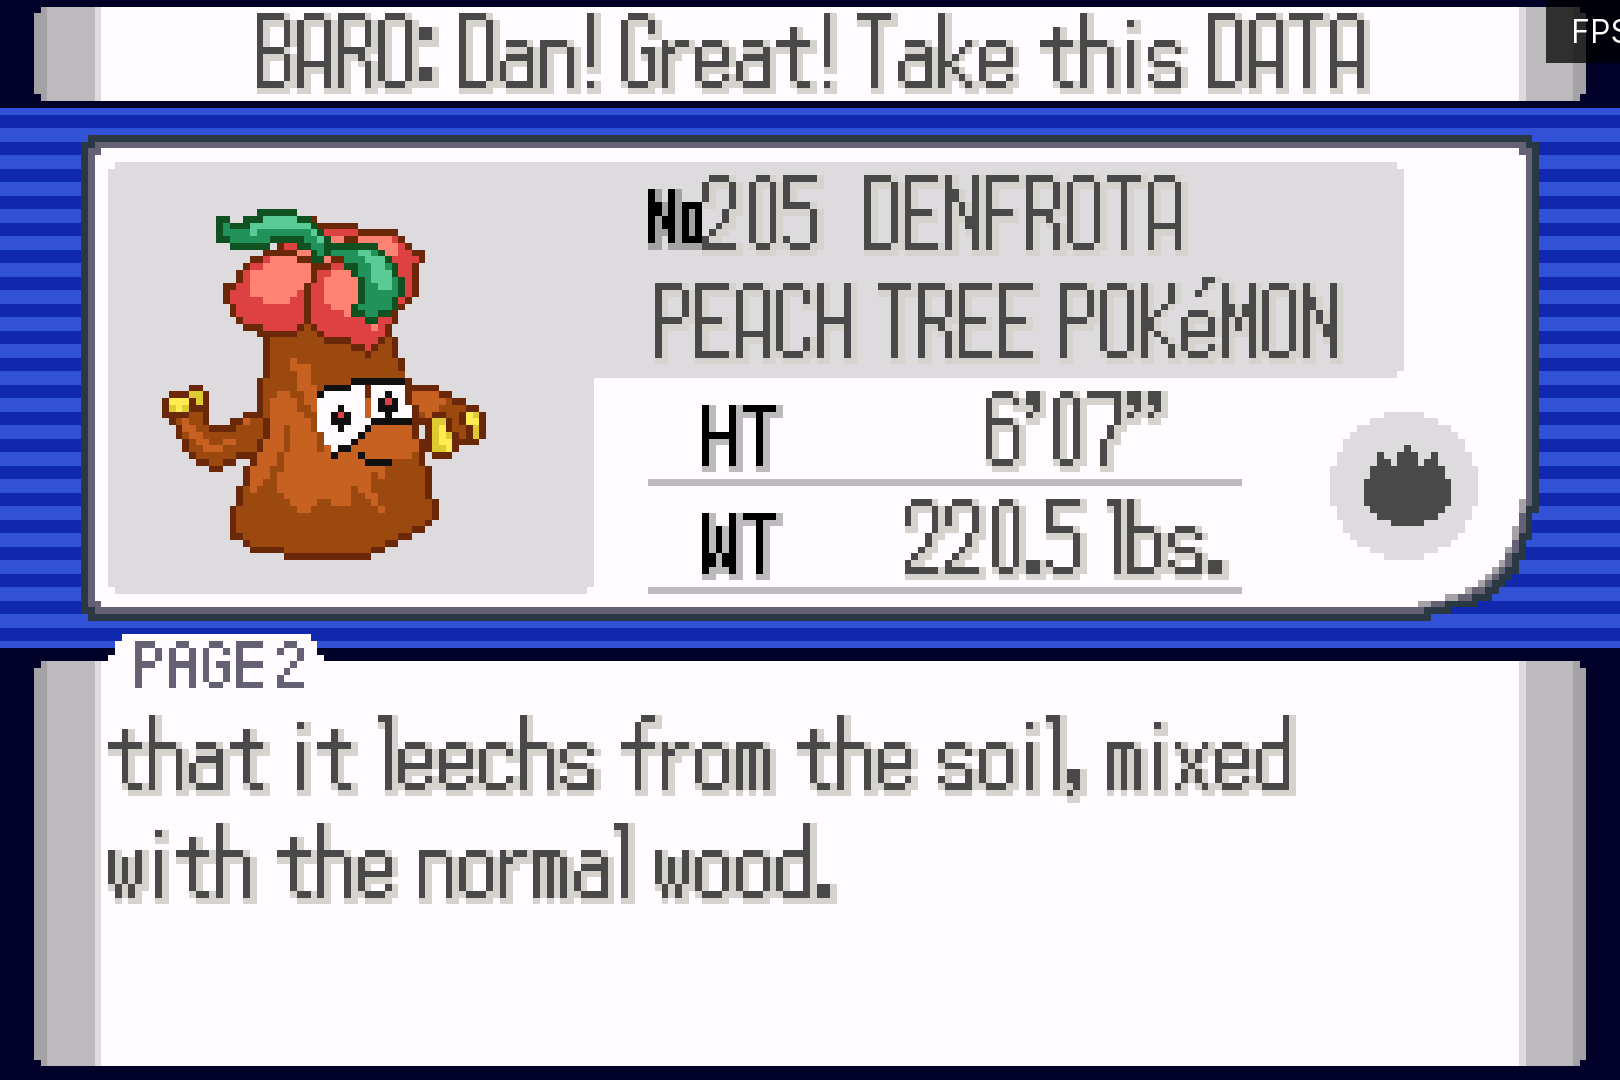 BARO: Dan! Great! Take this DATA
FPS
No205 DENFROTA
PEACH TREE POKéMON
HT 6'07"
WT 220.5 lbs.
PAGE 2
that it leechs from the soil, mixed
with the normal wood.